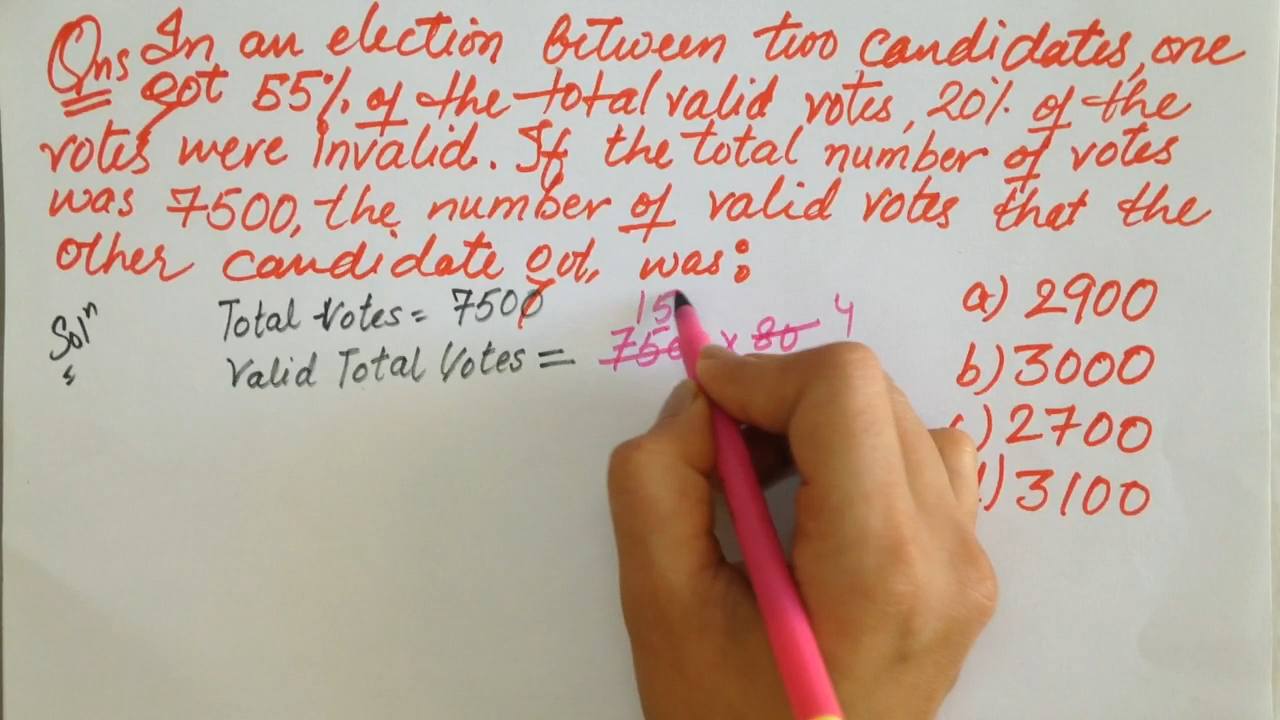 Qns In an election between two candidates, one
got 55% of the total valid votes, 20% of the
votes were invalid. If the total number of votes
was 7500, the number of valid votes that the
other candidate got, was:
Solⁿ Total Votes = 7500
Valid Total Votes =
15
80 4
a) 2900
b) 3000
) 2700
) 3100